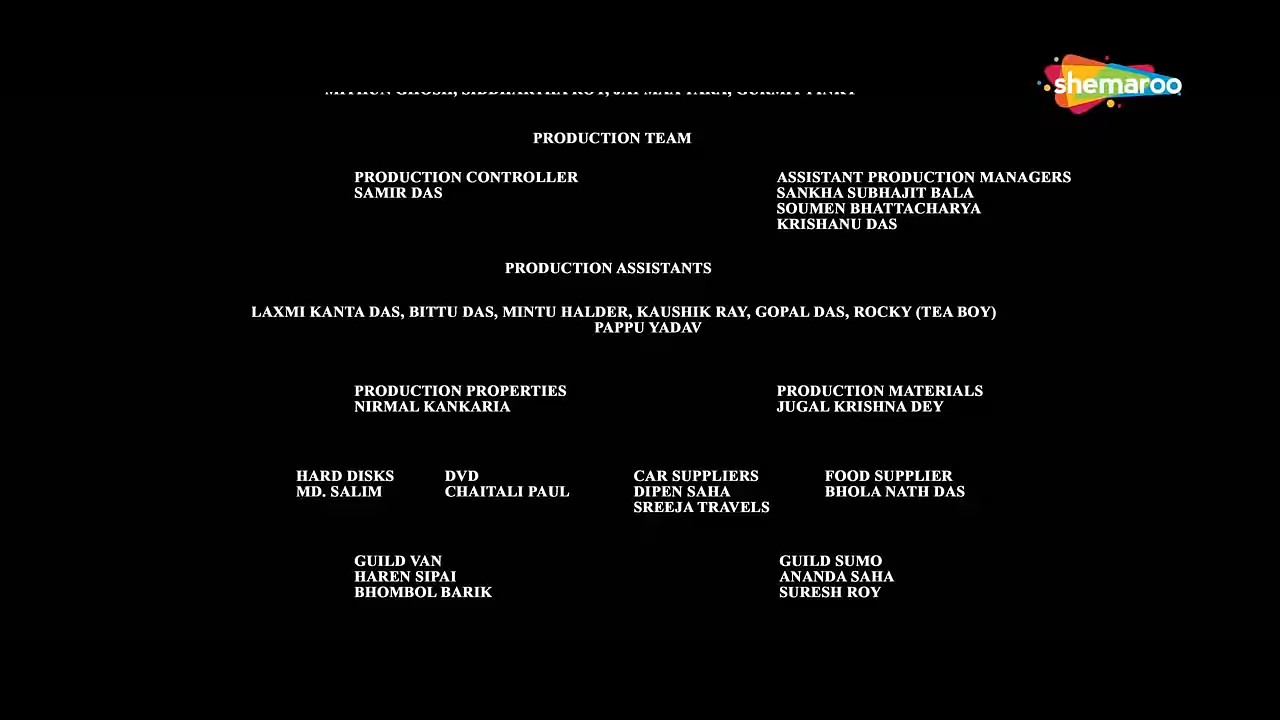 shemaroo
PRODUCTION TEAM
PRODUCTION CONTROLLER
SAMIR DAS
ASSISTANT PRODUCTION MANAGERS
SANKHA SUBHAJIT BALA
SOUMEN BHATTACHARYA
KRISHANU DAS
PRODUCTION ASSISTANTS
LAXMI KANTA DAS, BITTU DAS, MINTU HALDER, KAUSHIK RAY, GOPAL DAS, ROCKY (TEA BOY)
PAPPU YADAV
PRODUCTION PROPERTIES
NIRMAL KANKARIA
PRODUCTION MATERIALS
JUGAL KRISHNA DEY
HARD DISKS
MD. SALIM
DVD
CHAITALI PAUL
CAR SUPPLIERS
DIPEN SAHA
SREEJA TRAVELS
FOOD SUPPLIER
BHOLA NATH DAS
GUILD VAN
HAREN SIPAI
BHOMBOL BARIK
GUILD SUMO
ANANDA SAHA
SURESH ROY